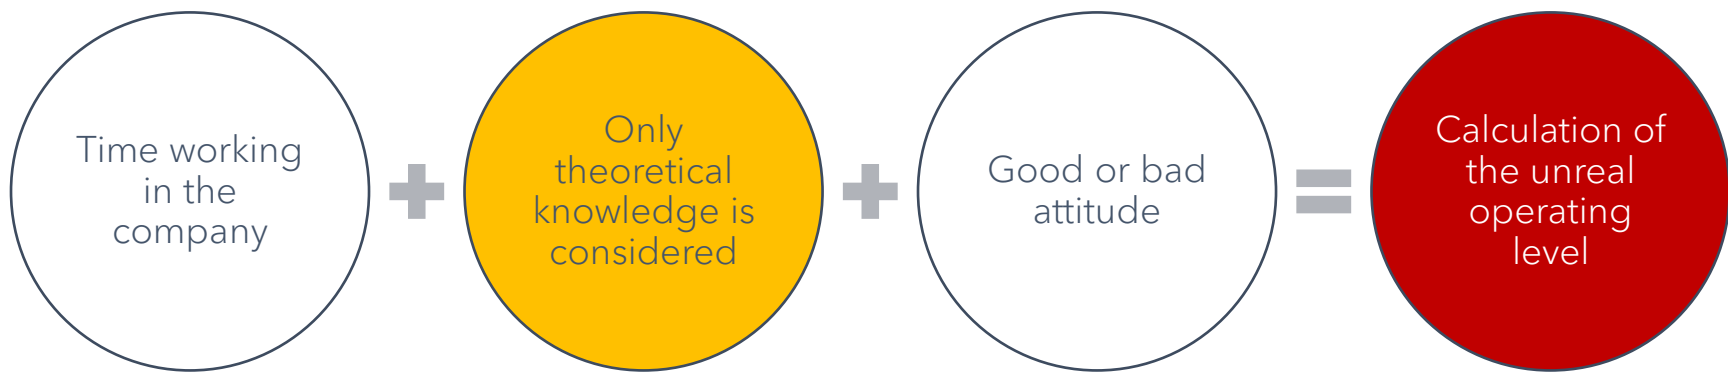 Time working
in the
company
Only
theoretical
knowledge is
considered
Good or bad
attitude
Calculation of
the unreal
operating
level